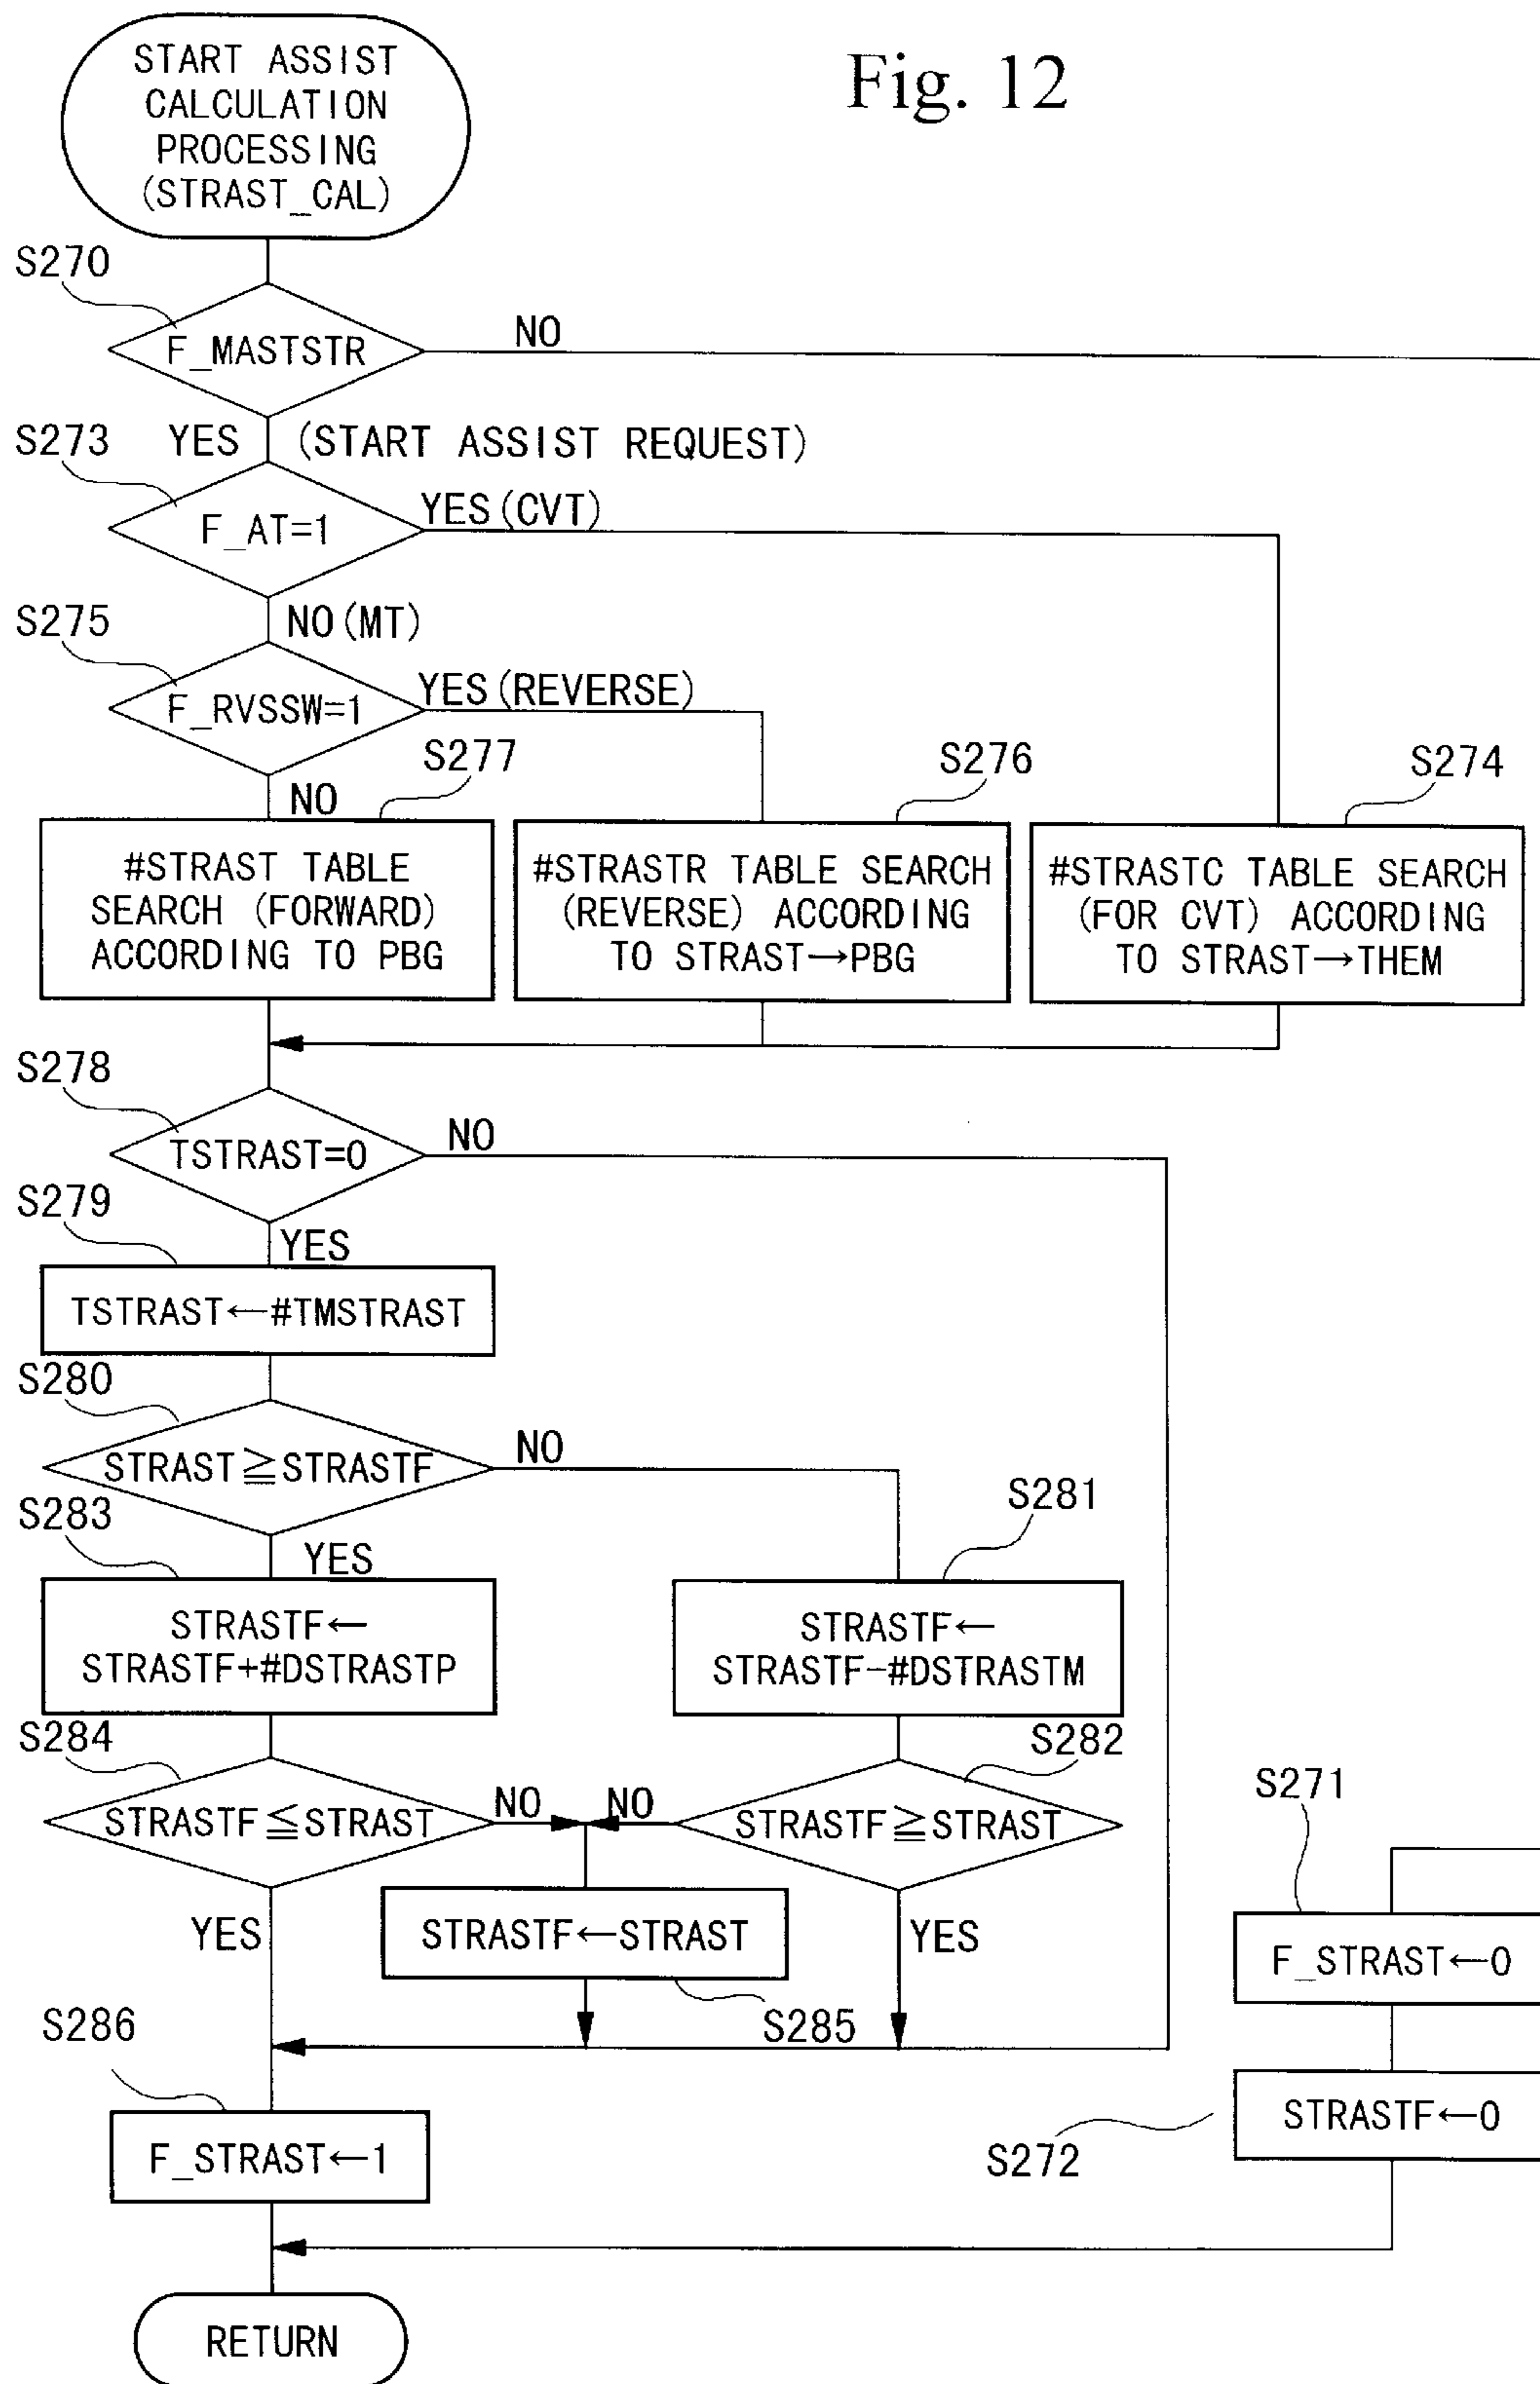 Fig. 12
START ASSIST
CALCULATION
PROCESSING
(STRAST_CAL)
S270
F_MASTSTR
NO
S273
YES
(START ASSIST REQUEST)
F_AT=1
YES(CVT)
S275
NO(MT)
F_RVSSW=1
YES(REVERSE)
S277
S276
S274
NO
#STRAST TABLE
SEARCH (FORWARD)
ACCORDING TO PBG
#STRASTR TABLE SEARCH
(REVERSE) ACCORDING
TO STRAST→PBG
#STRASTC TABLE SEARCH
(FOR CVT) ACCORDING
TO STRAST→THEM
S278
TSTRAST=0
NO
S279
YES
TSTRAST←#TMSTRAST
S280
STRAST≧STRASTF
NO
S283
YES
S281
STRASTF←
STRASTF+#DSTRASTP
STRASTF←
STRASTF-#DSTRASTM
S284
S282
STRASTF≦STRAST
NO
NO
STRASTF≧STRAST
S271
YES
STRASTF←STRAST
YES
F_STRAST←0
S285
S286
F_STRAST←1
S272
STRASTF←0
RETURN